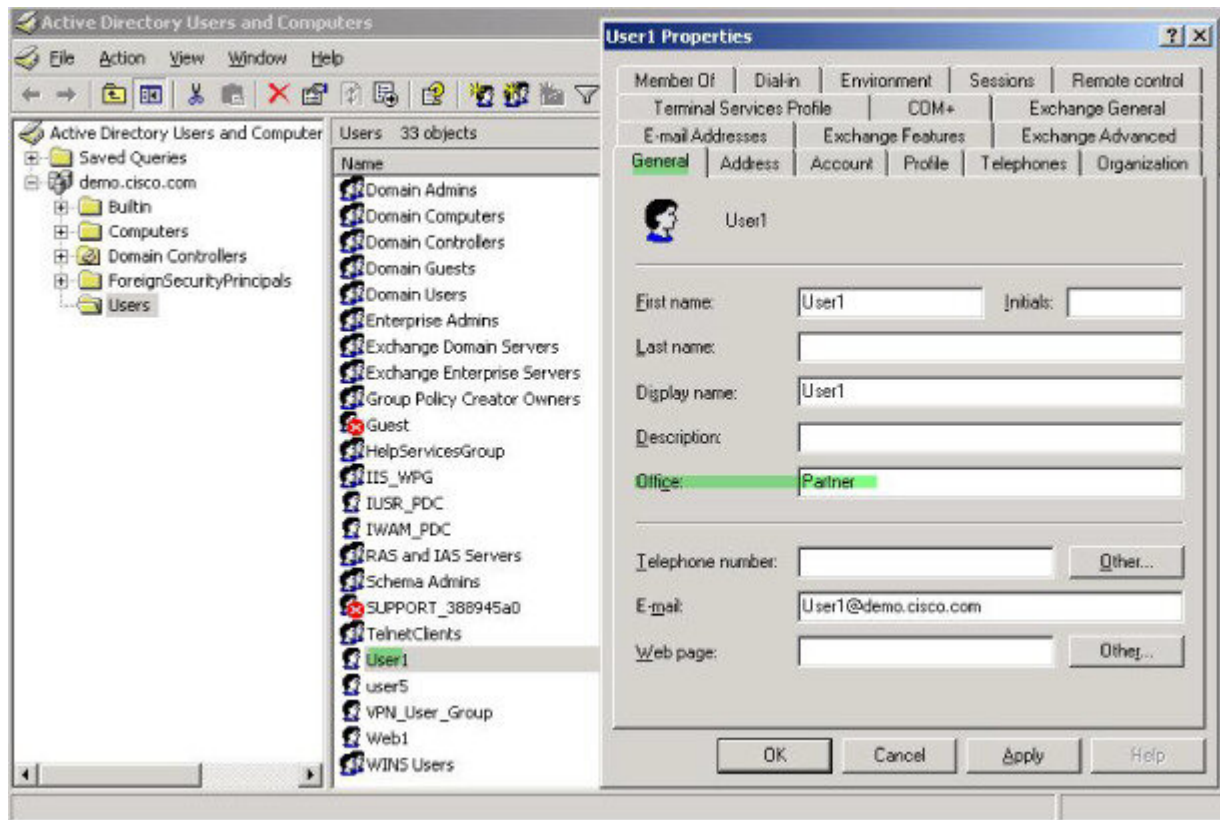 Active Directory Users and Computers
File Action View Window Help
Active Directory Users and Computer
Saved Queries
demo.cisco.com
Builtin
Computers
Domain Controllers
ForeignSecurityPrincipals
Users
Users 33 objects
Name
Domain Admins
Domain Computers
Domain Controllers
Domain Guests
Domain Users
Enterprise Admins
Exchange Domain Servers
Exchange Enterprise Servers
Group Policy Creator Owners
Guest
HelpServicesGroup
IIS_WPG
IUSR_PDC
IWAM_PDC
RAS and IAS Servers
Schema Admins
SUPPORT_388945a0
TelnetClients
User1
user5
VPN_User_Group
Web1
WINS Users
User1 Properties
Member Of Dial-in Environment Sessions Remote control
Terminal Services Profile COM+ Exchange General
E-mail Addresses Exchange Features Exchange Advanced
General Address Account Profile Telephones Organization
User1
First name: User1 Initials:
Last name:
Display name: User1
Description:
Office: Partner
Telephone number: Other...
E-mail: User1@demo.cisco.com
Web page: Other...
OK Cancel Apply Help